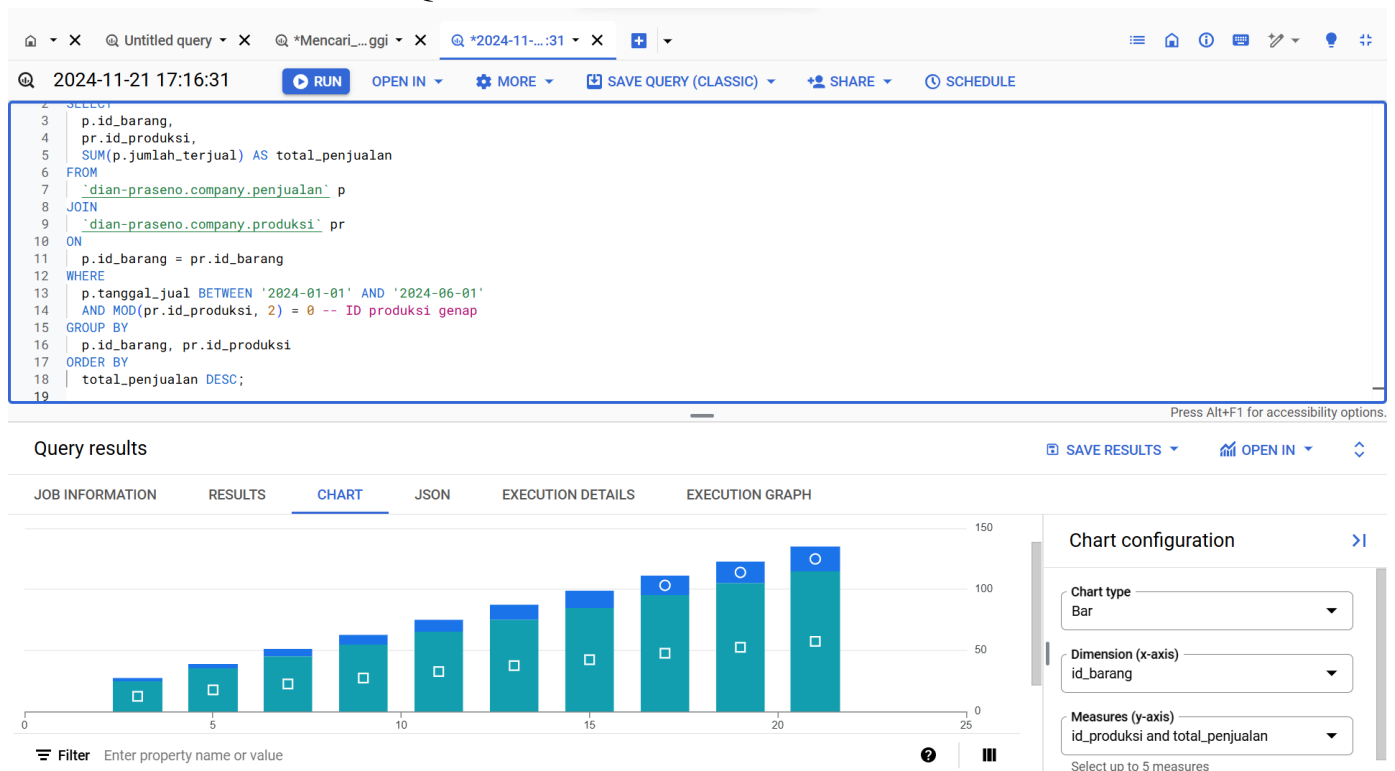 Untitled query
*Mencari_...ggi
*2024-11-...:31
2024-11-21 17:16:31
RUN
OPEN IN
MORE
SAVE QUERY (CLASSIC)
SHARE
SCHEDULE
2 SELECT
3 p.id_barang,
4 pr.id_produksi,
5 SUM(p.jumlah_terjual) AS total_penjualan
6 FROM
7 `dian-praseno.company.penjualan` p
8 JOIN
9 `dian-praseno.company.produksi` pr
10 ON
11 p.id_barang = pr.id_barang
12 WHERE
13 p.tanggal_jual BETWEEN '2024-01-01' AND '2024-06-01'
14 AND MOD(pr.id_produksi, 2) = 0 -- ID produksi genap
15 GROUP BY
16 p.id_barang, pr.id_produksi
17 ORDER BY
18 total_penjualan DESC;
19
Press Alt+F1 for accessibility options.
Query results
SAVE RESULTS
OPEN IN
JOB INFORMATION
RESULTS
CHART
JSON
EXECUTION DETAILS
EXECUTION GRAPH
150
100
50
0
0 5 10 15 20 25
Filter Enter property name or value
Chart configuration
Chart type
Bar
Dimension (x-axis)
id_barang
Measures (y-axis)
id_produksi and total_penjualan
Select up to 5 measures